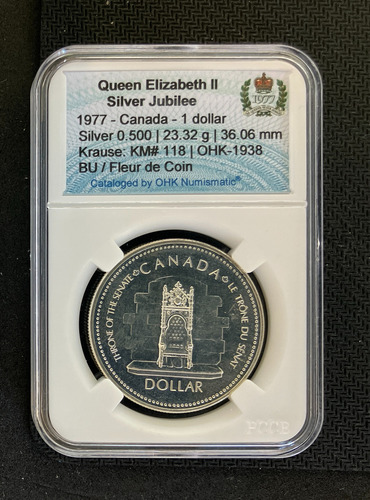 Queen Elizabeth II
Silver Jubilee
1977
1977 - Canada - 1 dollar
Silver 0.500 | 23.32 g | 36.06 mm
Krause: KM# 118 | OHK-1938
BU / Fleur de Coin
Cataloged by OHK Numismatic®
THRONE OF THE SENATE
CANADA
LE TRÔNE DU SÉNAT
DOLLAR
PCCB